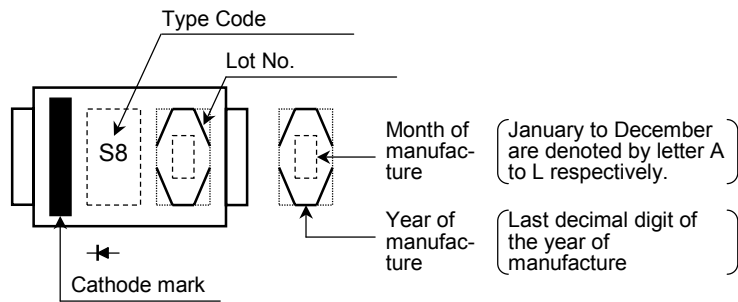 Type Code
Lot No.
S8
Month of
manufac-
ture
January to December
are denoted by letter A
to L respectively.
Year of
manufac-
ture
Last decimal digit of
the year of
manufacture
Cathode mark